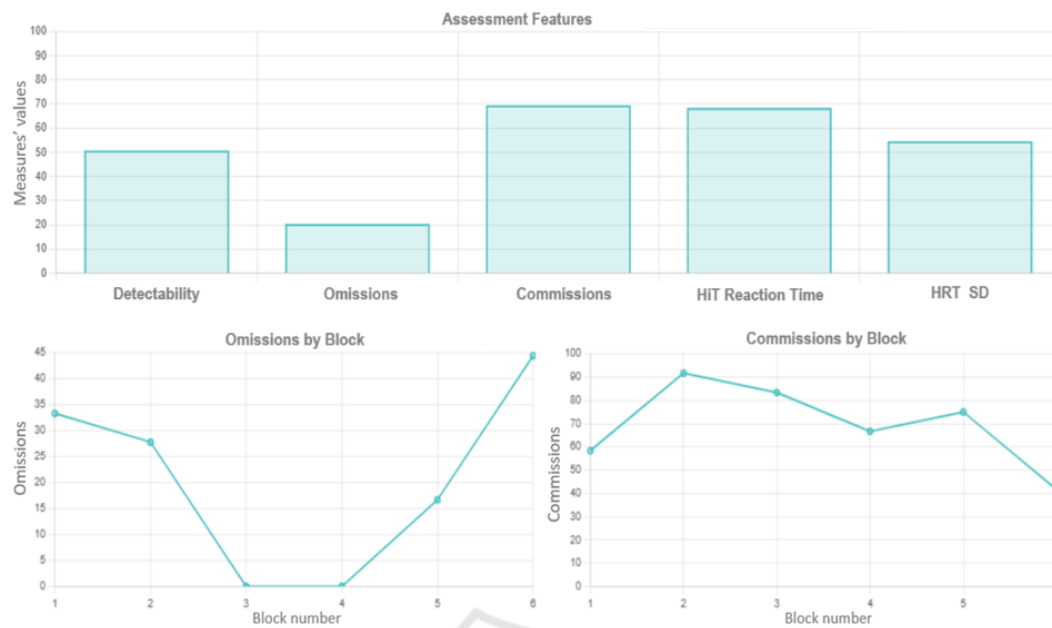 Assessment Features
Measures' values
100
90
80
70
60
50
40
30
20
10
0
Detectability Omissions Commissions HiT Reaction Time HRT SD
Omissions by Block
Omissions
45
40
35
30
25
20
15
10
5
0
1 2 3 4 5 6
Block number
Commissions by Block
Commissions
100
90
80
70
60
50
40
30
20
10
0
1 2 3 4 5
Block number